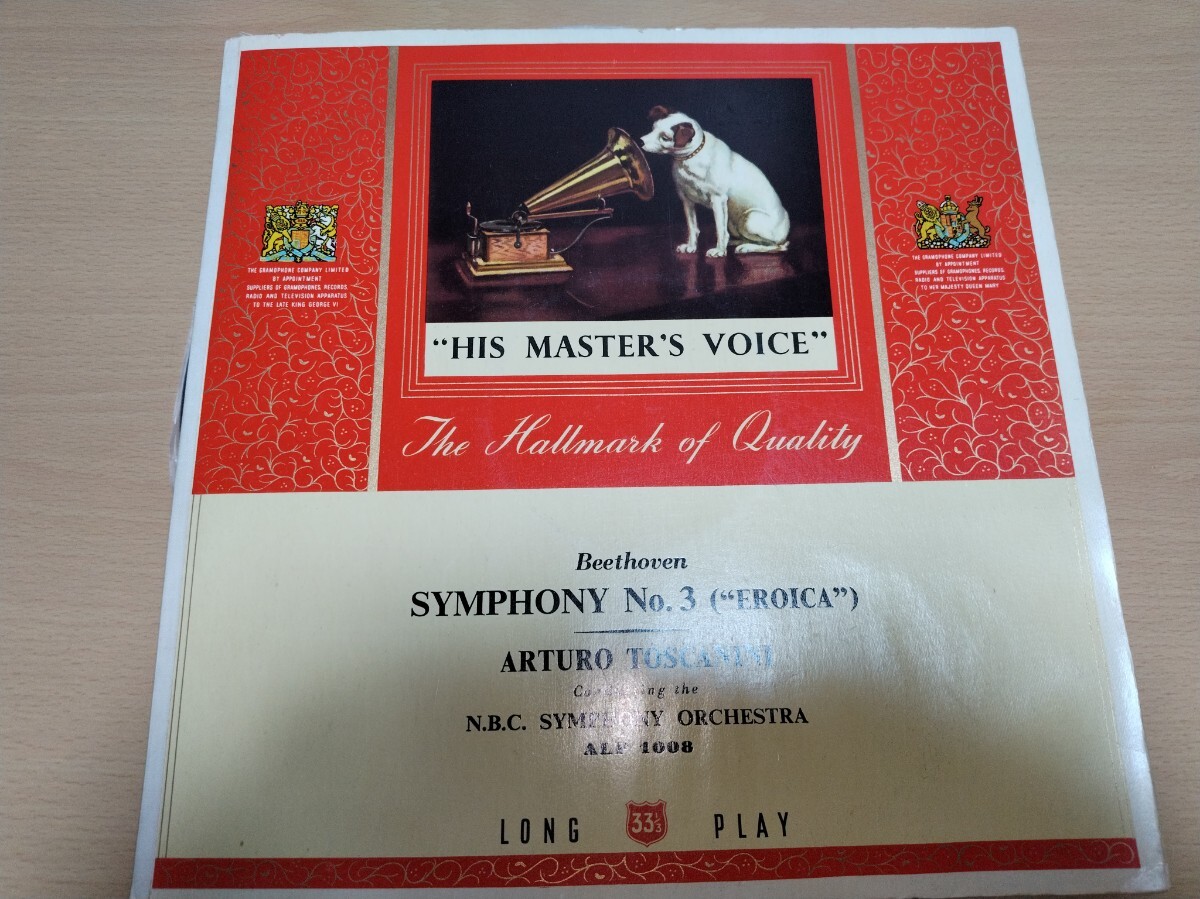 THE GRAMOPHONE COMPANY LIMITED
BY APPOINTMENT
SUPPLIERS OF GRAMOPHONES, RECORDS,
RADIO AND TELEVISION APPARATUS
TO THE LATE KING GEORGE VI
THE GRAMOPHONE COMPANY LIMITED
BY APPOINTMENT
SUPPLIERS OF GRAMOPHONES, RECORDS,
RADIO AND TELEVISION APPARATUS
TO HER MAJESTY QUEEN MARY
“HIS MASTER'S VOICE”
The Hallmark of Quality
Beethoven
SYMPHONY No. 3 (“EROICA”)
ARTURO TOSCANINI
Conducting the
N.B.C. SYMPHONY ORCHESTRA
ALP 1008
LONG 33⅓ PLAY